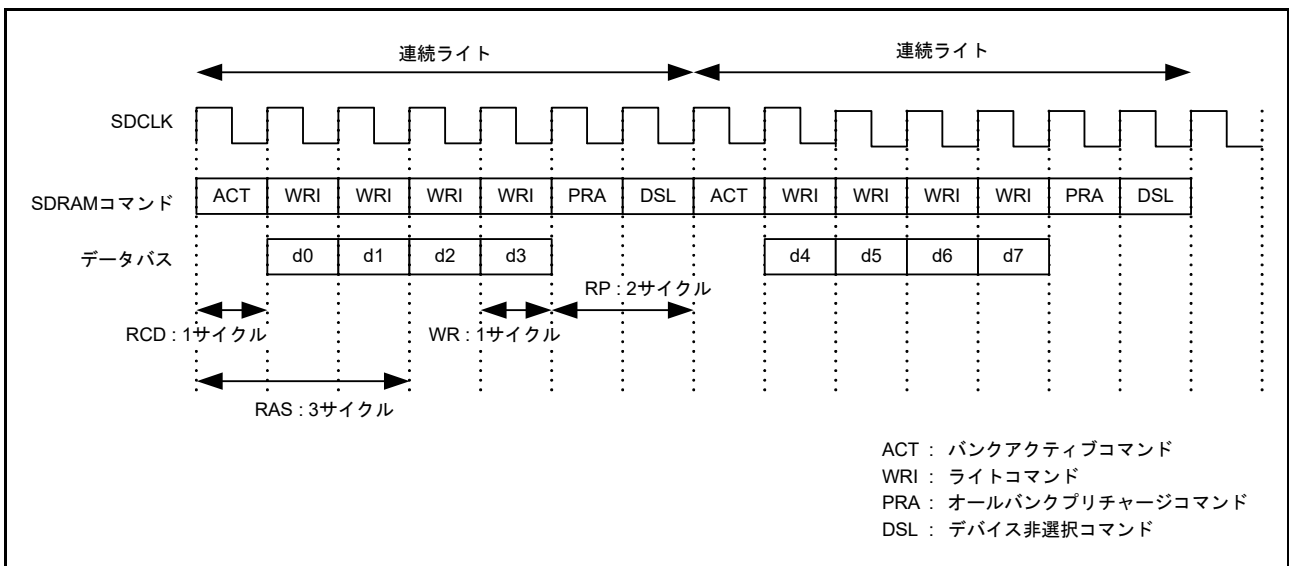 連続ライト 連続ライト
SDCLK
SDRAMコマンド ACT WRI WRI WRI WRI PRA DSL ACT WRI WRI WRI WRI PRA DSL
データバス d0 d1 d2 d3 d4 d5 d6 d7
RP : 2サイクル
RCD : 1サイクル WR : 1サイクル
RAS : 3サイクル
ACT : バンクアクティブコマンド
WRI : ライトコマンド
PRA : オールバンクプリチャージコマンド
DSL : デバイス非選択コマンド